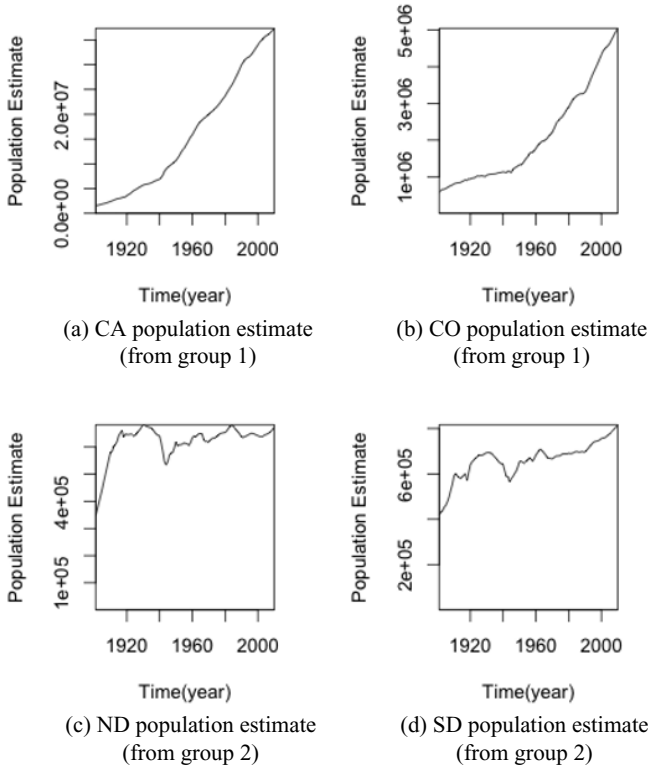 Population Estimate
0.0e+00 2.0e+07
1920 1960 2000
Time(year)
(a) CA population estimate
(from group 1)
Population Estimate
1e+06 3e+06 5e+06
1920 1960 2000
Time(year)
(b) CO population estimate
(from group 1)
Population Estimate
1e+05 4e+05
1920 1960 2000
Time(year)
(c) ND population estimate
(from group 2)
Population Estimate
2e+05 6e+05
1920 1960 2000
Time(year)
(d) SD population estimate
(from group 2)